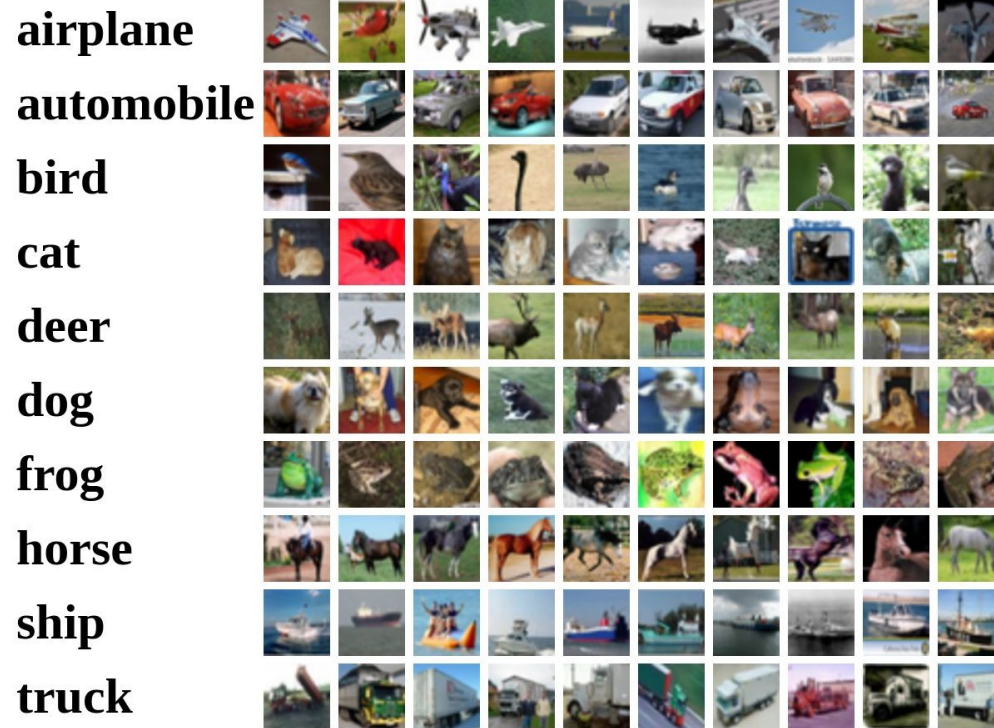 airplane
automobile
bird
cat
deer
dog
frog
horse
ship
truck